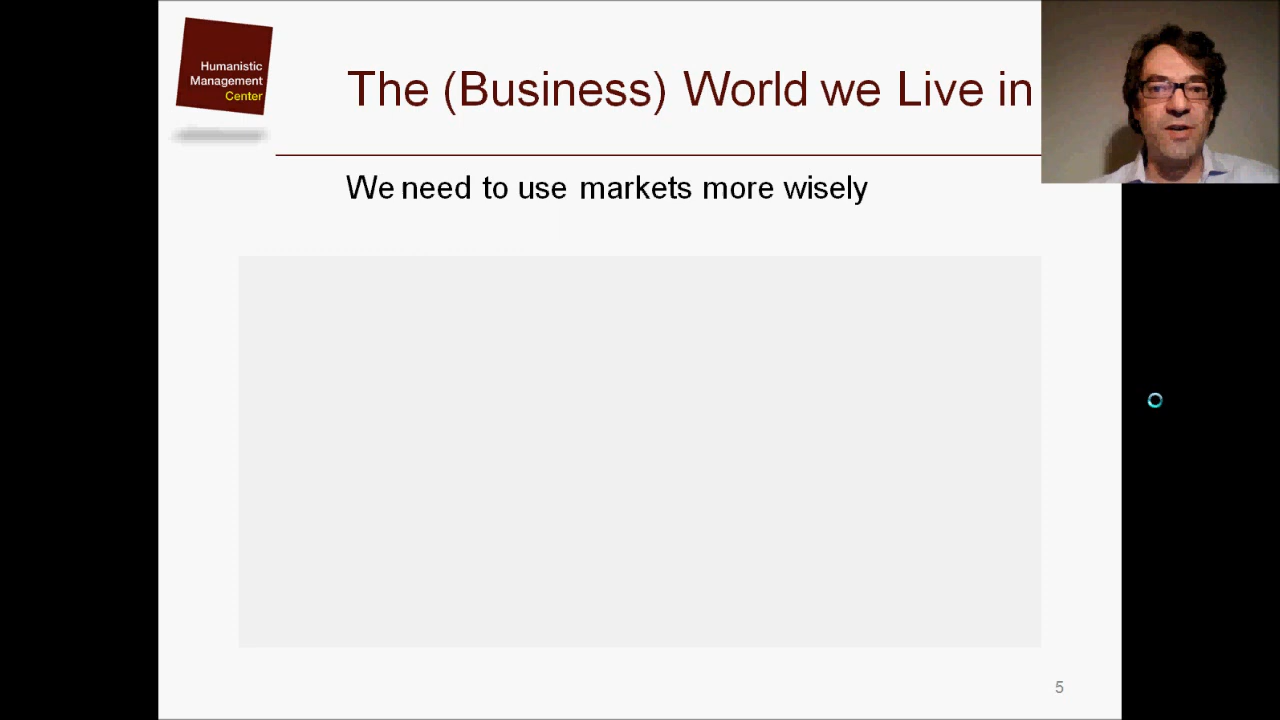 Humanistic
Management
Center
The (Business) World we Live in
We need to use markets more wisely
5